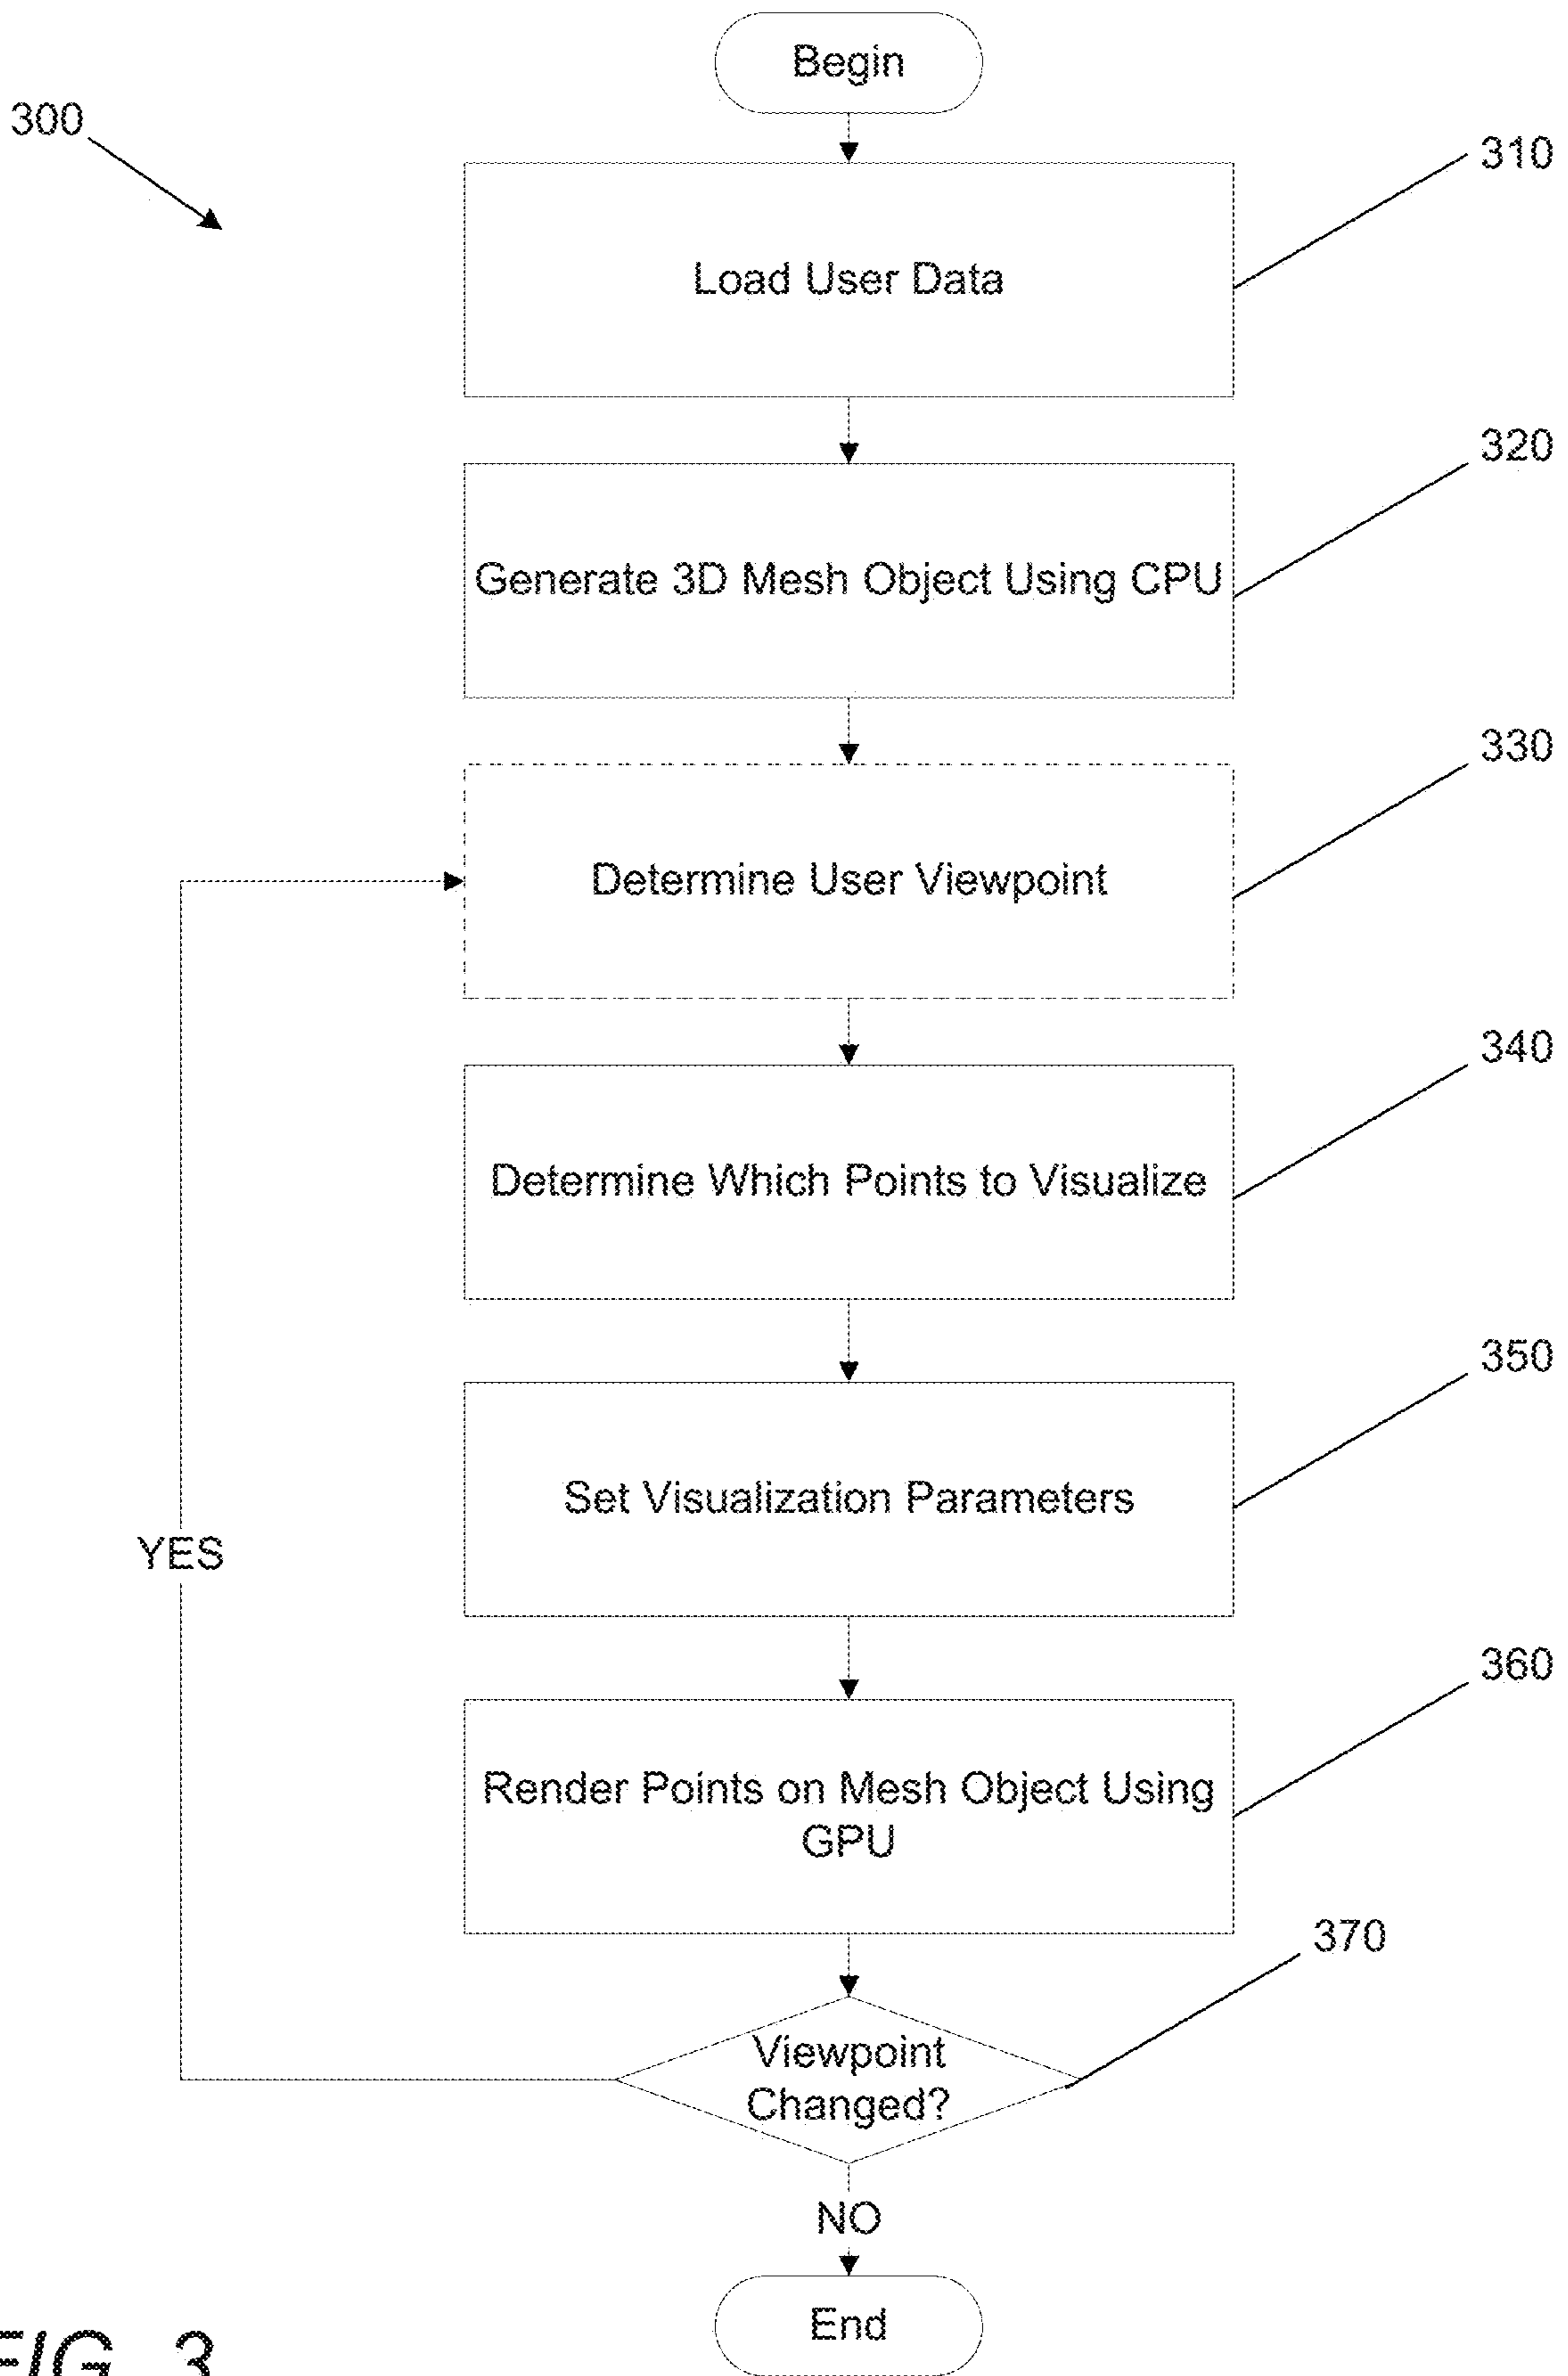 Begin
300
310
Load User Data
320
Generate 3D Mesh Object Using CPU
330
Determine User Viewpoint
340
Determine Which Points to Visualize
350
Set Visualization Parameters
YES
360
Render Points on Mesh Object Using
GPU
370
Viewpoint
Changed?
NO
End
FIG. 3